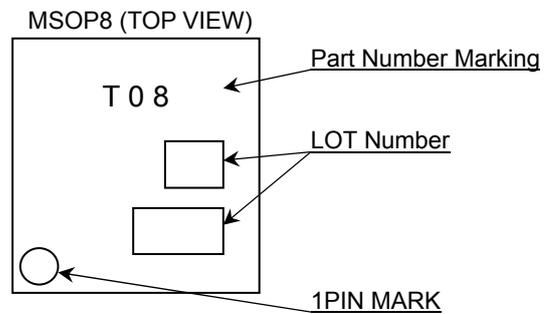 MSOP8 (TOP VIEW)
Part Number Marking
T 0 8
LOT Number
1PIN MARK